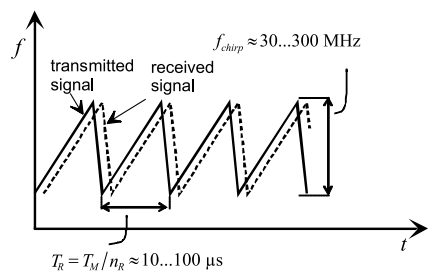 f
f_chirp ≈ 30...300 MHz
transmitted signal
received signal
t
T_R = T_M/n_R ≈ 10...100 µs